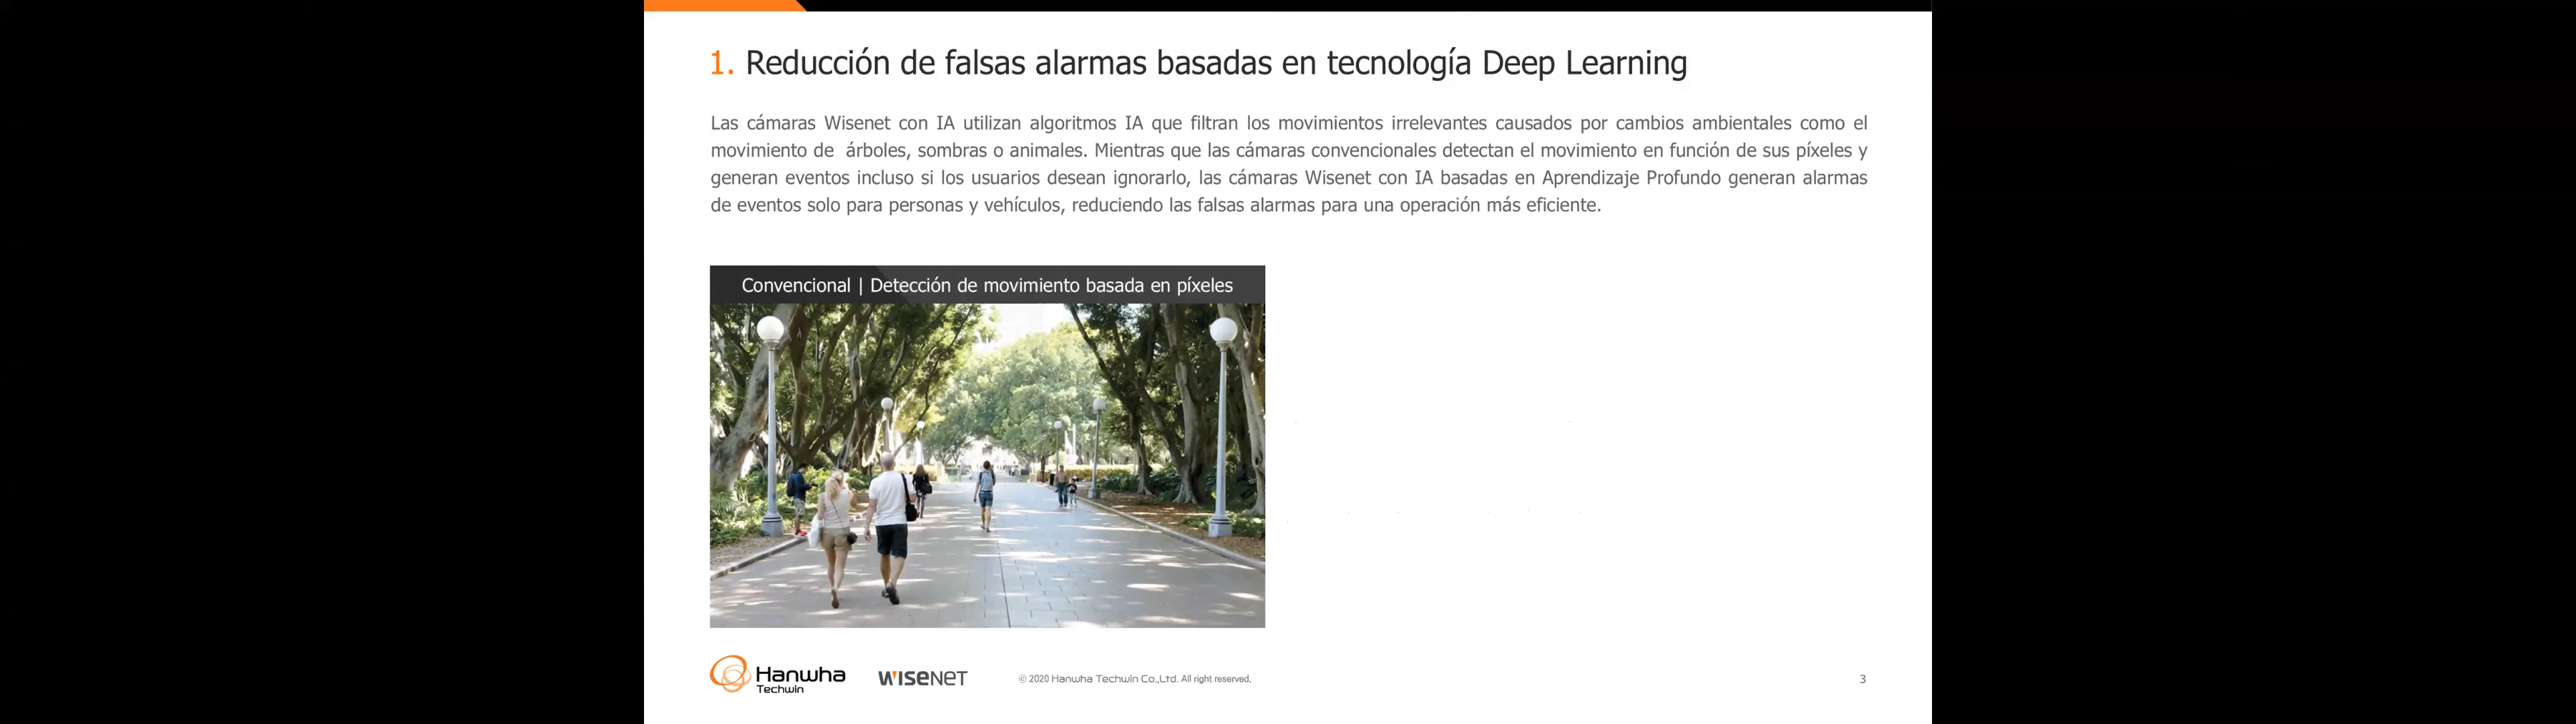 1. Reducción de falsas alarmas basadas en tecnología Deep Learning
Las cámaras Wisenet con IA utilizan algoritmos IA que filtran los movimientos irrelevantes causados por cambios ambientales como el
movimiento de árboles, sombras o animales. Mientras que las cámaras convencionales detectan el movimiento en función de sus píxeles y
generan eventos incluso si los usuarios desean ignorarlo, las cámaras Wisenet con IA basadas en Aprendizaje Profundo generan alarmas
de eventos solo para personas y vehículos, reduciendo las falsas alarmas para una operación más eficiente.
Convencional | Detección de movimiento basada en píxeles
Hanwha
Techwin
WISENET
© 2020 Hanwha Techwin Co.,Ltd. All right reserved.
3